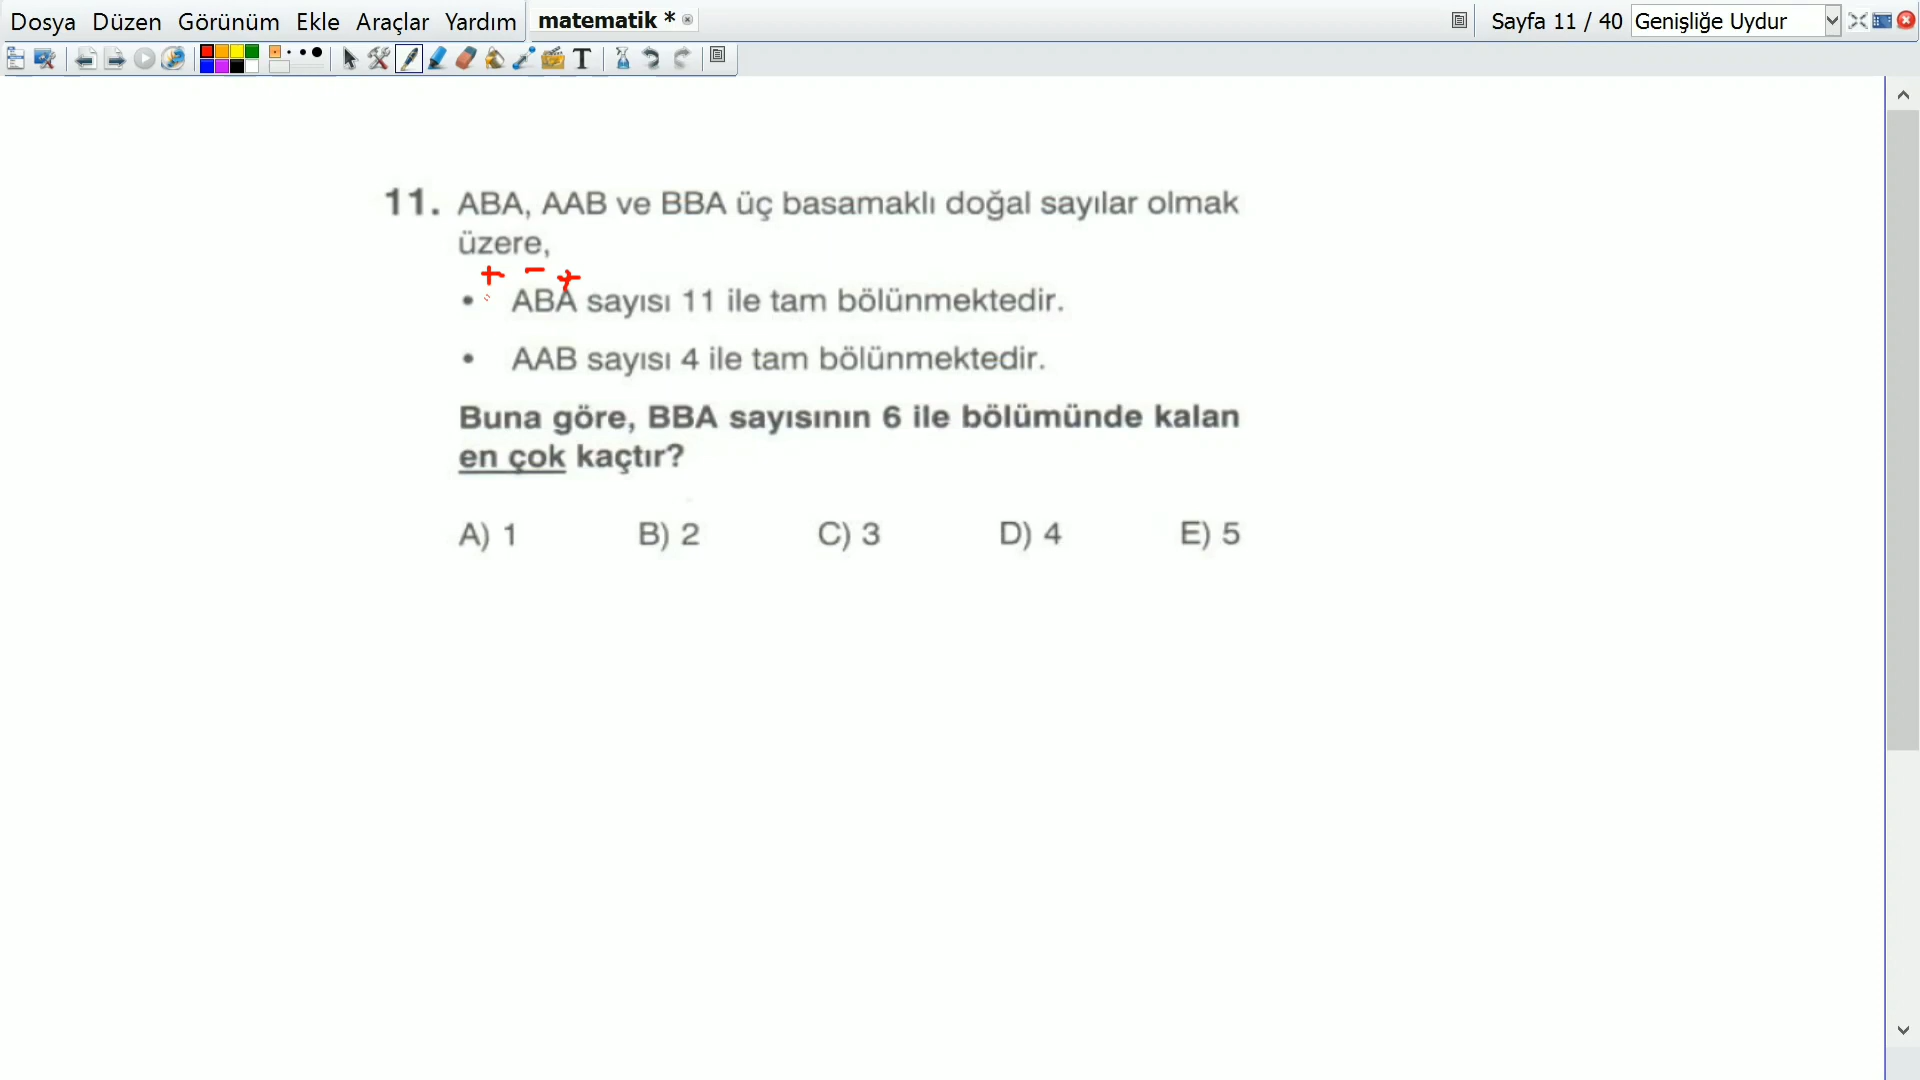 Dosya Düzen Görünüm Ekle Araçlar Yardım matematik * Sayfa 11 / 40 Genişliğe Uydur
T
11. ABA, AAB ve BBA üç basamaklı doğal sayılar olmak
üzere,
+ - +
• ABA sayısı 11 ile tam bölünmektedir.
• AAB sayısı 4 ile tam bölünmektedir.
Buna göre, BBA sayısının 6 ile bölümünde kalan
en çok kaçtır?
A) 1 B) 2 C) 3 D) 4 E) 5